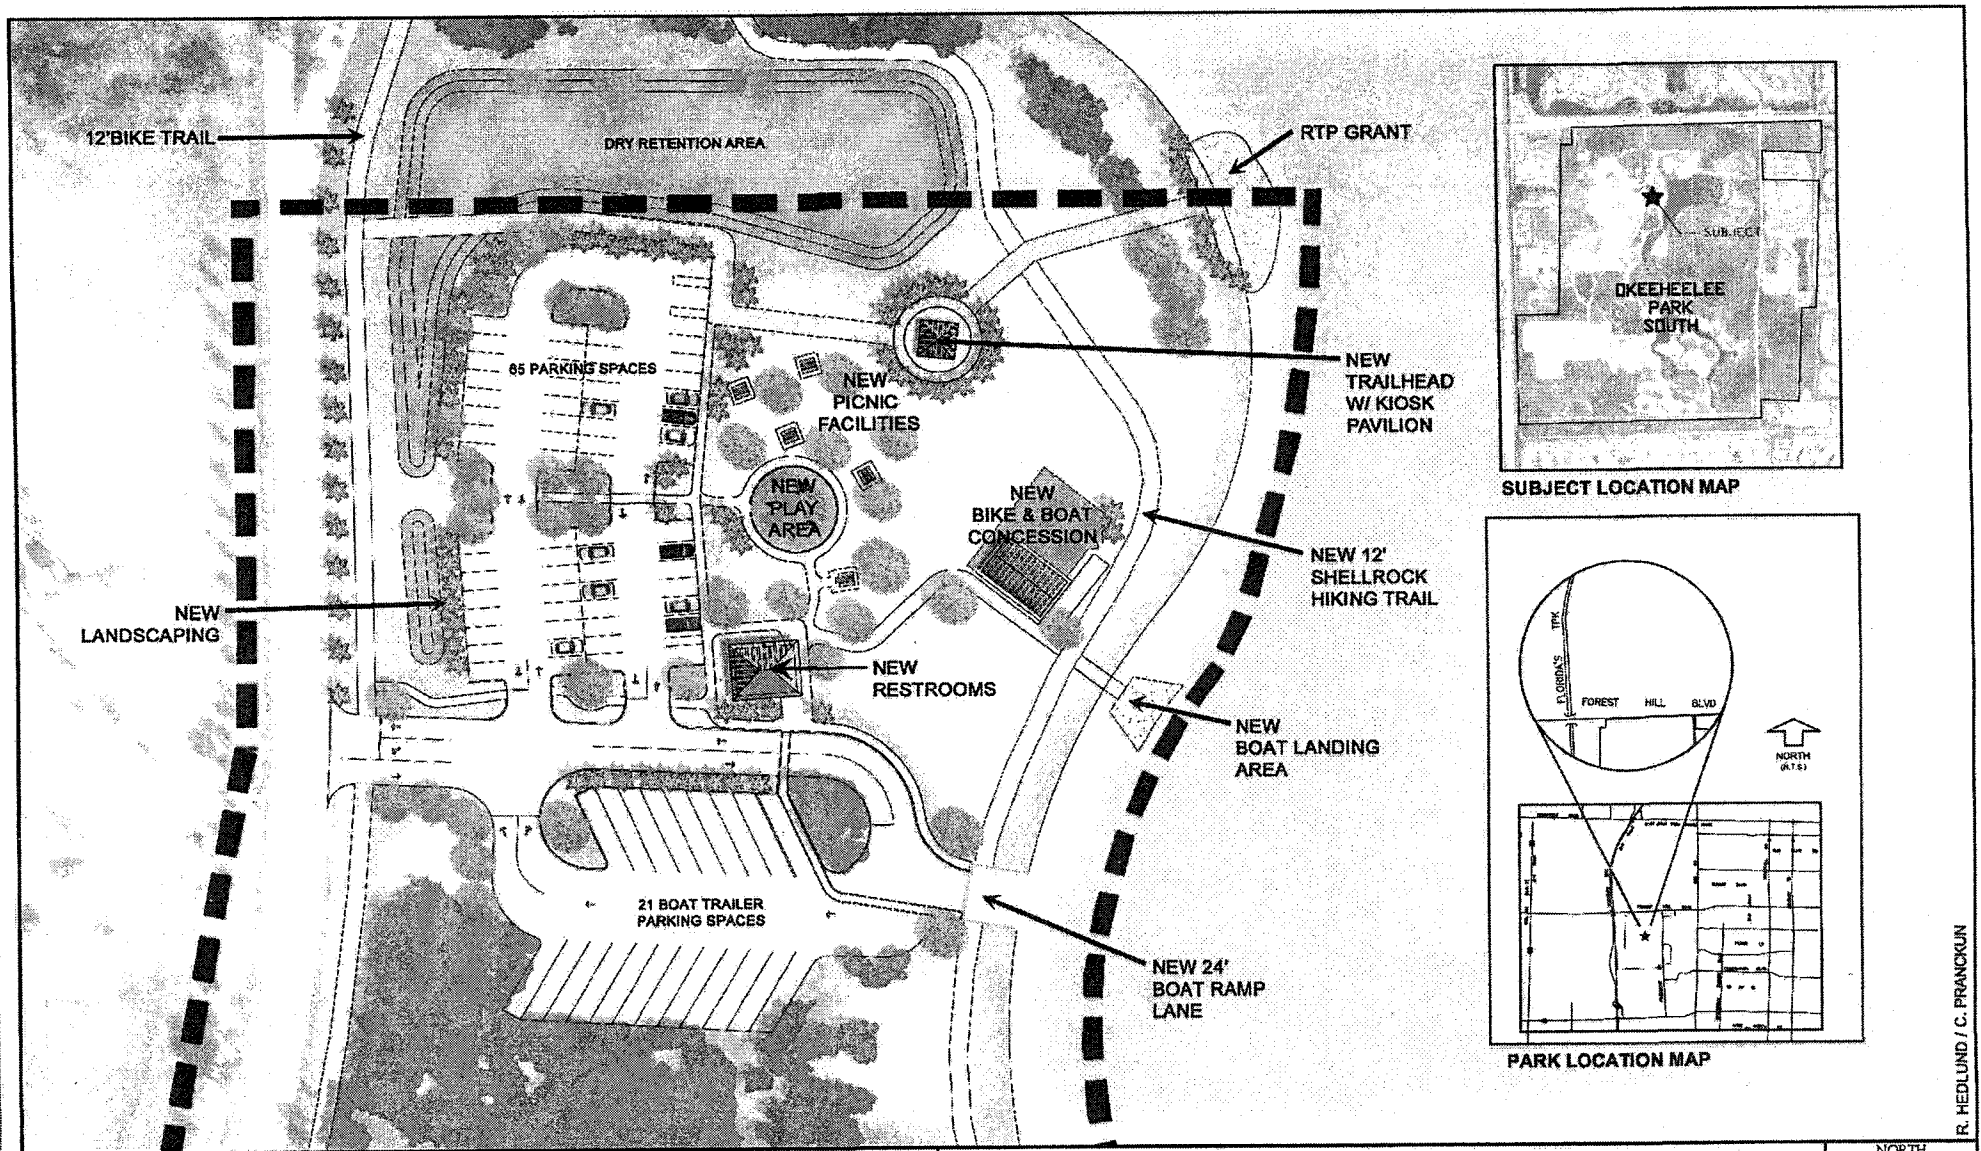 12'BIKE TRAIL
DRY RETENTION AREA
RTP GRANT
65 PARKING SPACES
NEW
PICNIC
FACILITIES
NEW
TRAILHEAD
W/ KIOSK
PAVILION
NEW
PLAY
AREA
NEW
BIKE & BOAT
CONCESSION
NEW 12'
SHELLROCK
HIKING TRAIL
NEW
LANDSCAPING
NEW
RESTROOMS
NEW
BOAT LANDING
AREA
21 BOAT TRAILER
PARKING SPACES
NEW 24'
BOAT RAMP
LANE
SUBJECT
OKEEHEELEE
PARK
SOUTH
SUBJECT LOCATION MAP
FLORIDA'S TPK
FOREST HILL BLVD
NORTH
(N.T.S.)
PARK LOCATION MAP
R. HEDLUND / C. PRANCKUN
NORTH